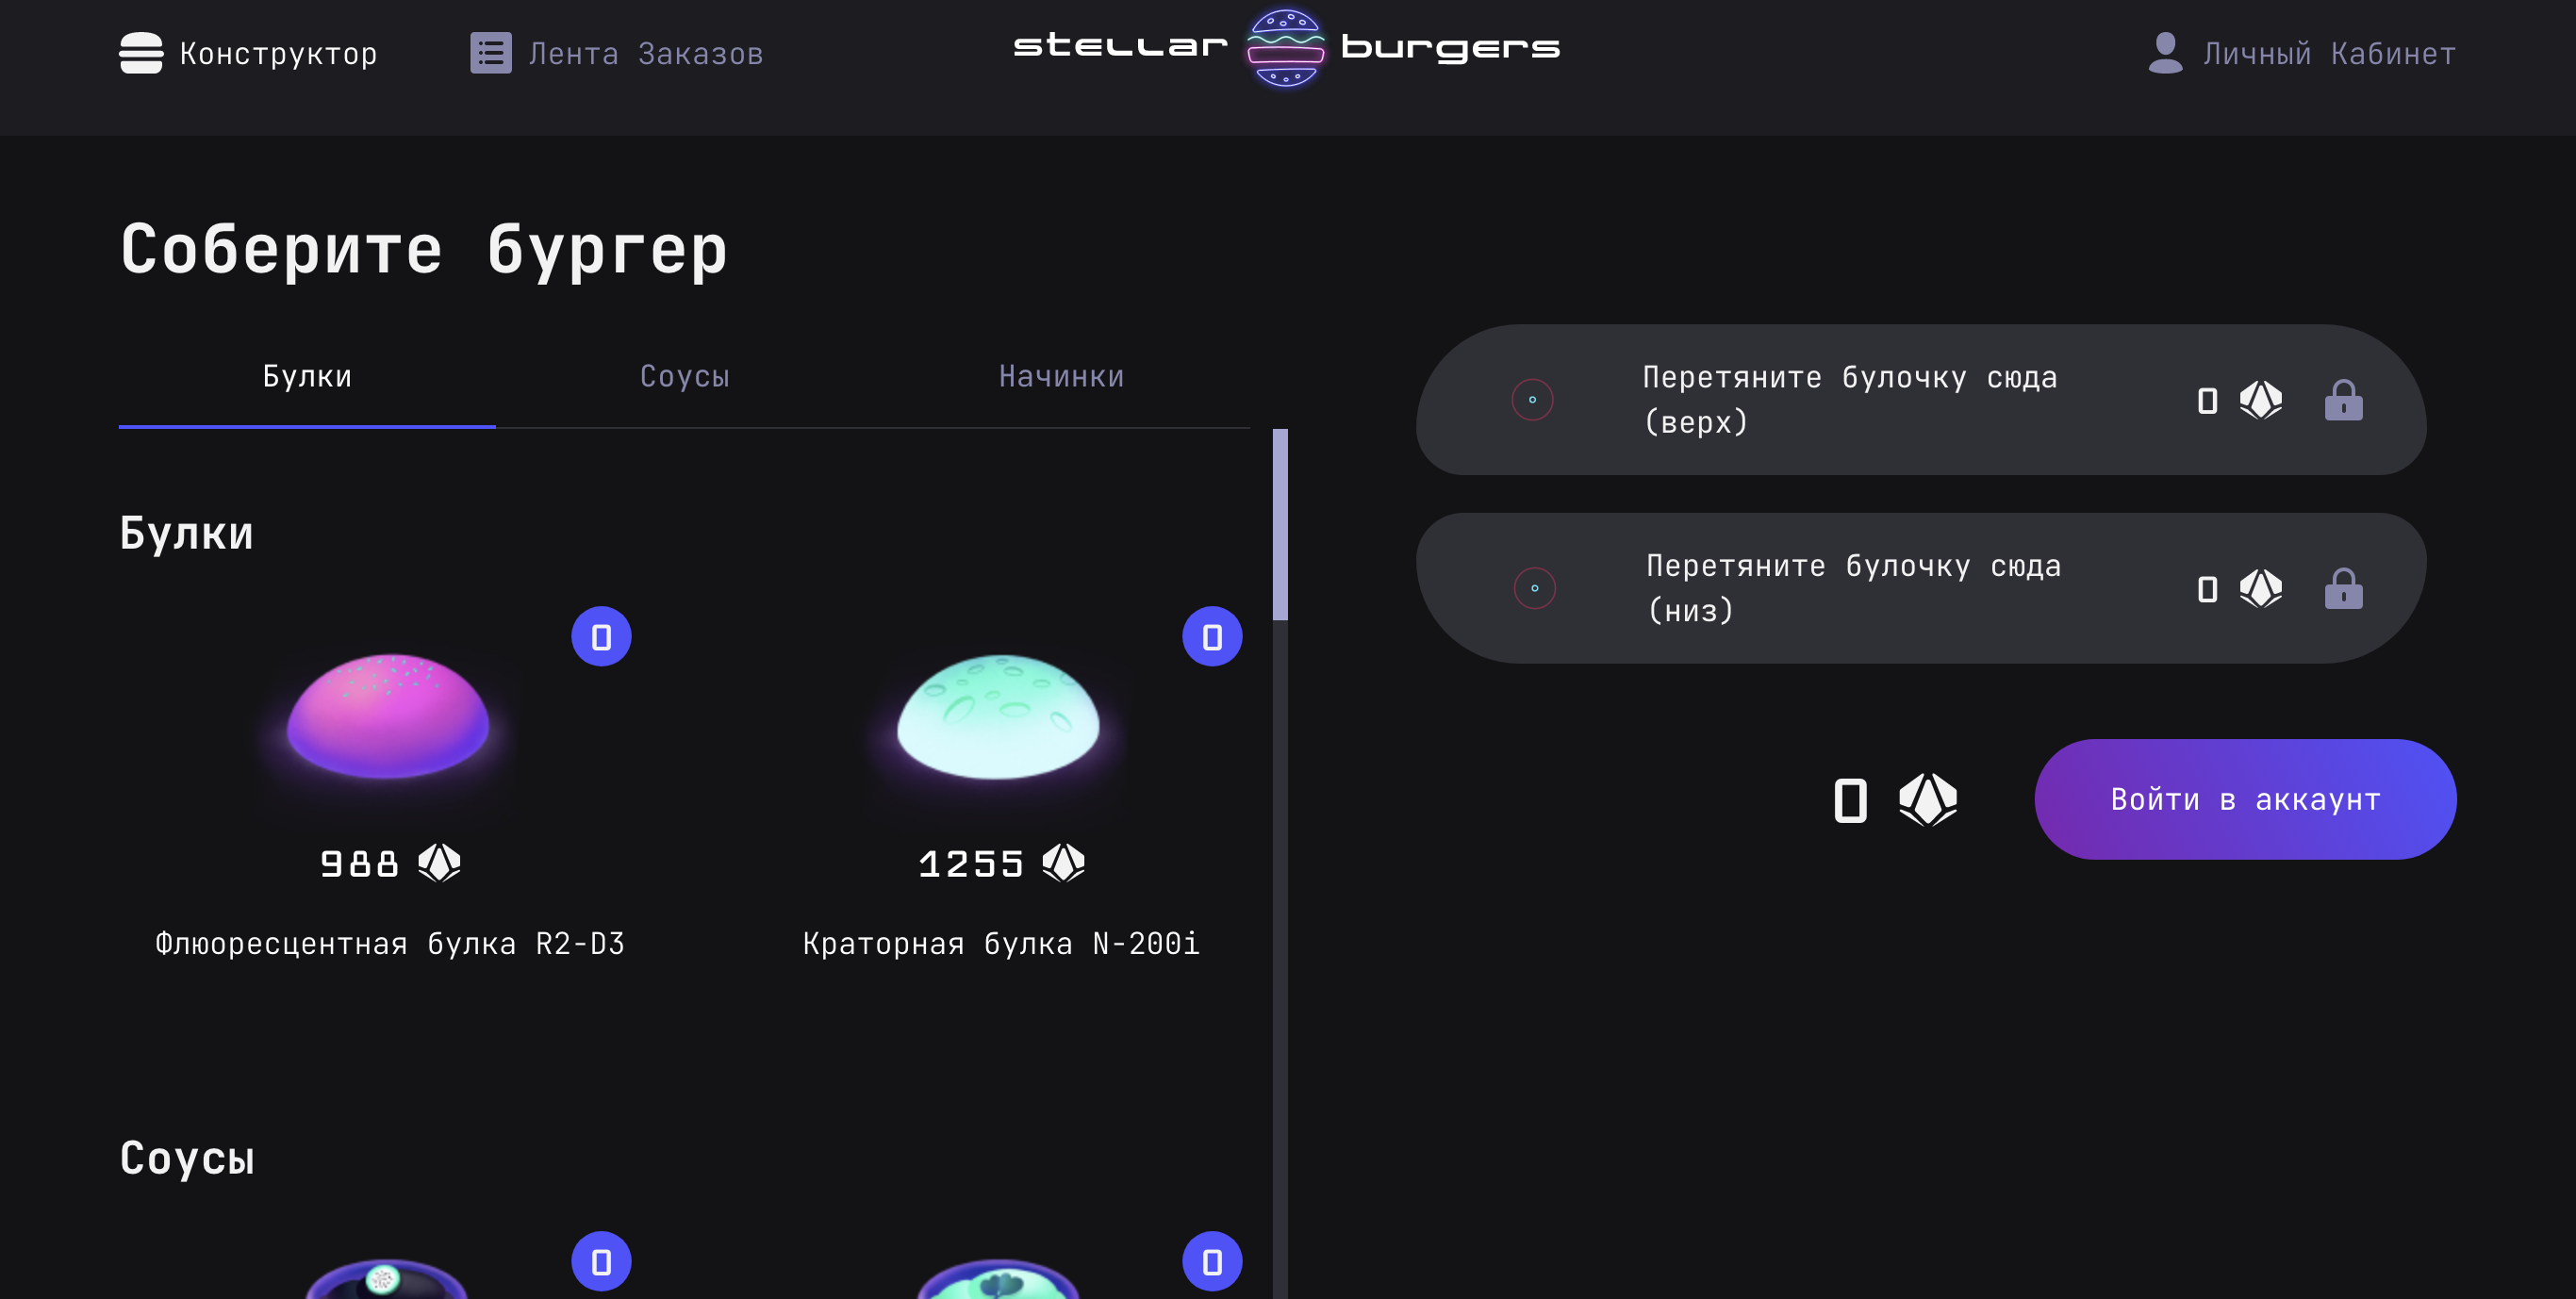 Конструктор
Лента Заказов
stellar burgers
Личный Кабинет
Соберите бургер
Булки
Соусы
Начинки
Булки
0
0
988
1255
Флюоресцентная булка R2-D3
Краторная булка N-200i
Соусы
0
0
Перетяните булочку сюда
(верх)
0
Перетяните булочку сюда
(низ)
0
0
Войти в аккаунт